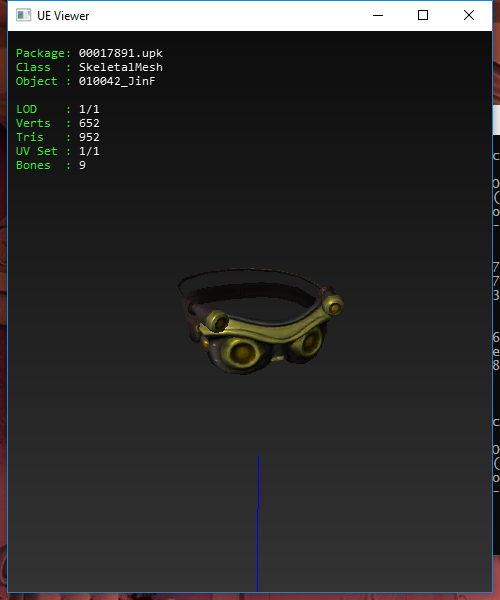 UE Viewer
Package: 00017891.upk
Class  : SkeletalMesh
Object : 010042_JinF
LOD    : 1/1
Verts  : 652
Tris   : 952
UV Set : 1/1
Bones  : 9